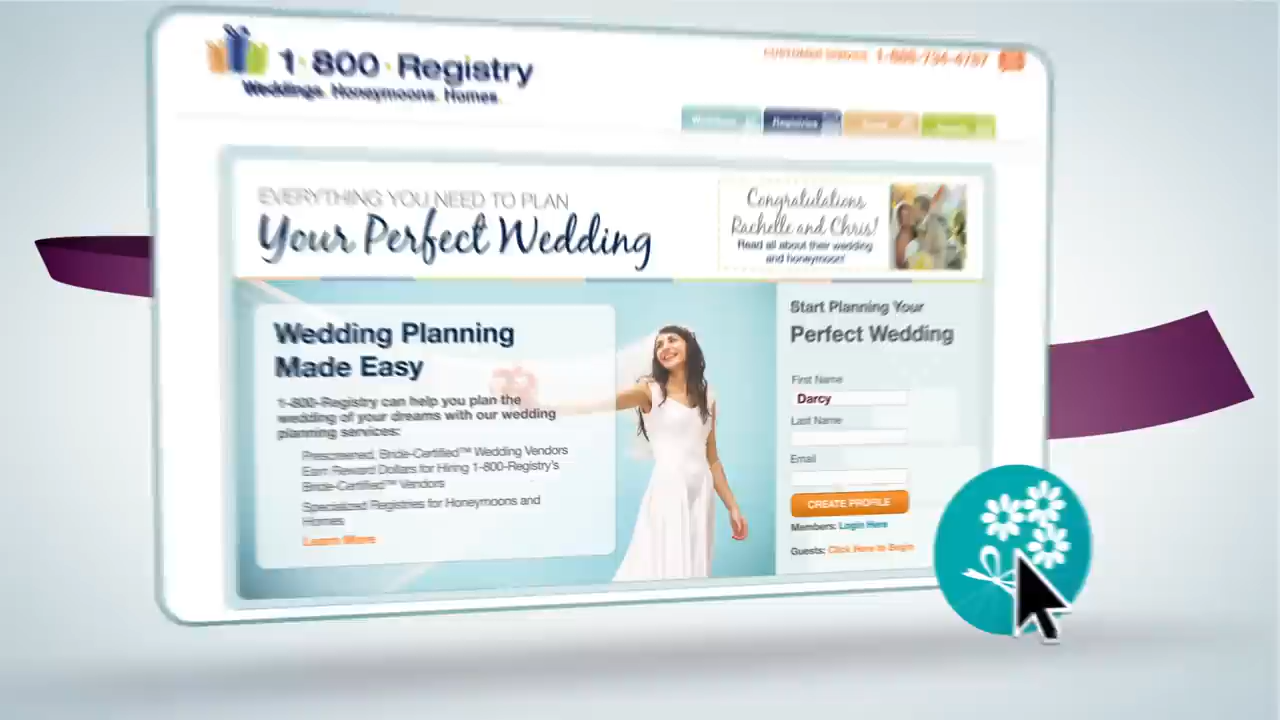 1·800·Registry
Weddings. Honeymoons. Homes.
CUSTOMER SERVICE
Registries
EVERYTHING YOU NEED TO PLAN
Your Perfect Wedding
Congratulations
Rachelle and Chris!
Read all about their wedding
and honeymoon!
Wedding Planning
Made Easy
1-800-Registry can help you plan the
wedding of your dreams with our wedding
planning services:
Prescreened, Bride-Certified™ Wedding Vendors
Earn Reward Dollars for Hiring 1-800-Registry's
Bride-Certified™ Vendors
Specialized Registries for Honeymoons and
Homes
Learn More
Start Planning Your
Perfect Wedding
First Name
Darcy
Last Name
Email
CREATE PROFILE
Members: Login Here
Guests: Click Here to Begin